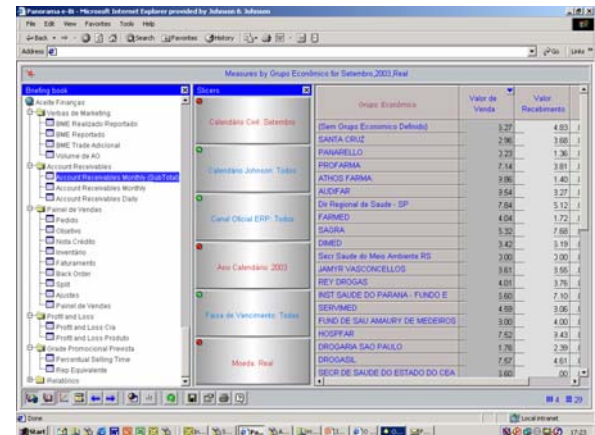 Panorama e-BI - Microsoft Internet Explorer provided by Johnson & Johnson
File Edit View Favorites Tools Help
Back Search Favorites History
Address Go Links
Measures by Grupo Econômico for Setembro,2003,Real
Briefing book
Aceite Finanças
Verbas de Marketing
BME Realizado Reportado
BME Reportado
BME Trade Adicional
Volume de AO
Account Receivables
Account Receivables Monthly (SubTotal)
Account Receivables Monthly
Account Receivables Daily
Painel de Vendas
Pedido
Objetivo
Nota Crédito
Inventário
Faturamento
Back Order
Split
Ajustes
Painel de Vendas
Profit and Loss
Profit and Loss Cia
Profit and Loss Produto
Grade Promocional Prevista
Percentual Selling Time
Rep Equivalente
Relatórios
Slicers
Calendário Civil: Setembro
Calendário Johnson: Todos
Canal Oficial ERP: Todos
Ano Calendário: 2003
Faixa de Vencimento: Todas
Moeda: Real
Grupo Econômico Valor de Venda Valor Recebimento
(Sem Grupo Economico Definido) 5.27 4.83
SANTA CRUZ 2.96 3.68
PANARELLO 3.23 1.36
PROFARMA 7.14 3.81
ATHOS FARMA 9.86 1.40
AUDIFAR 9.54 3.27
Dir Regional de Saude - SP 7.84 5.12
FARMED 4.04 1.72
SAGRA 5.32 7.68
DIMED 3.42 5.19
Secr Saude do Meio Ambiente RS 3.00 3.00
JAMYR VASCONCELLOS 3.61 3.55
REY DROGAS 4.01 3.76
INST SAUDE DO PARANA - FUNDO E 5.60 7.10
SERVIMED 4.59 3.06
FUND DE SAU AMAURY DE MEDEIROS 3.00 4.00
HOSPFAR 7.62 9.43
DROGARIA SAO PAULO 1.76 2.39
DROGASIL 7.57 4.61
SECR DE SAUDE DO ESTADO DO CEA 3.60 .00
4 29
Done Local intranet
Start 17:21